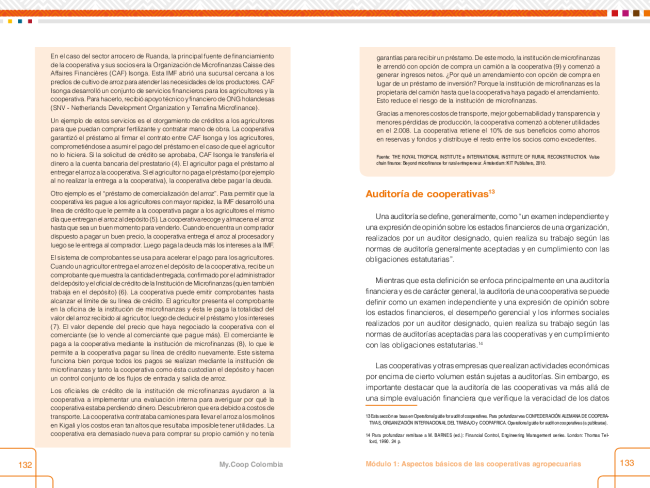 En el caso del sector arrocero de Ruanda, la principal fuente de financiamiento
de la cooperativa y sus socios era la Organización de Microfinanzas Caisse des
Affaires Financières (CAF) Isonga. Esta IMF abrió una sucursal cercana a los
predios de cultivo de arroz para atender las necesidades de los productores. CAF
Isonga desarrolló un conjunto de servicios financieros para los agricultores y la
cooperativa. Para hacerlo, recibió apoyo técnico y financiero de ONG holandesas
(SNV - Netherlands Development Organization y Terrafina Microfinance).
Un ejemplo de estos servicios es el otorgamiento de créditos a los agricultores
para que puedan comprar fertilizante y contratar mano de obra. La cooperativa
garantizó el préstamo al firmar el contrato entre CAF Isonga y los agricultores,
comprometiéndose a asumir el pago del préstamo en el caso de que el agricultor
no lo hiciera. Si la solicitud de crédito se aprobaba, CAF Isonga le transfería el
dinero a la cuenta bancaria del prestatario (4). El agricultor paga el préstamo al
entregar el arroz a la cooperativa. Si el agricultor no paga el préstamo (por ejemplo
al no realizar la entrega a la cooperativa), la cooperativa debe pagar la deuda.
Otro ejemplo es el "préstamo de comercialización del arroz". Para permitir que la
cooperativa les pague a los agricultores con mayor rapidez, la IMF desarrolló una
línea de crédito que le permite a la cooperativa pagar a los agricultores el mismo
día que entregan el arroz al depósito (5). La cooperativa recoge y almacena el arroz
hasta que sea un buen momento para venderlo. Cuando encuentra un comprador
dispuesto a pagar un buen precio, la cooperativa entrega el arroz al procesador y
luego se le entrega al comprador. Luego paga la deuda más los intereses a la IMF.
El sistema de comprobantes se usa para acelerar el pago para los agricultores.
Cuando un agricultor entrega el arroz en el depósito de la cooperativa, recibe un
comprobante que muestra la cantidad entregada, confirmado por el administrador
del depósito y el oficial de crédito de la Institución de Microfinanzas (quien también
trabaja en el depósito) (6). La cooperativa puede emitir comprobantes hasta
alcanzar el límite de su línea de crédito. El agricultor presenta el comprobante
en la oficina de la institución de microfinanzas y ésta le paga la totalidad del
valor del arroz recibido al agricultor, luego de deducir el préstamo y los intereses
(7). El valor depende del precio que haya negociado la cooperativa con el
comerciante (se lo vende al comerciante que pague más). El comerciante le
paga a la cooperativa mediante la institución de microfinanzas (8), lo que le
permite a la cooperativa pagar su línea de crédito nuevamente. Este sistema
funciona bien porque todos los pagos se realizan mediante la institución de
microfinanzas y tanto la cooperativa como ésta custodian el depósito y hacen
un control conjunto de los flujos de entrada y salida de arroz.
Los oficiales de crédito de la institución de microfinanzas ayudaron a la
cooperativa a implementar una evaluación interna para averiguar por qué la
cooperativa estaba perdiendo dinero. Descubrieron que era debido a costos de
transporte. La cooperativa contrataba camiones para llevar el arroz a los molinos
en Kigali y los costos eran tan altos que resultaba imposible tener utilidades. La
cooperativa era demasiado nueva para comprar su propio camión y no tenía
132
My.Coop Colombia
garantías para recibir un préstamo. De este modo, la institución de microfinanzas
le arrendó con opción de compra un camión a la cooperativa (9) y comenzó a
generar ingresos netos. ¿Por qué un arrendamiento con opción de compra en
lugar de un préstamo de inversión? Porque la institución de microfinanzas es la
propietaria del camión hasta que la cooperativa haya pagado el arrendamiento.
Esto reduce el riesgo de la institución de microfinanzas.
Gracias a menores costos de transporte, mejor gobernabilidad y transparencia y
menores pérdidas de producción, la cooperativa comenzó a obtener utilidades
en el 2.008. La cooperativa retiene el 10% de sus beneficios como ahorros
en reservas y fondos y distribuye el resto entre los socios como excedentes.
Fuente: THE ROYAL TROPICAL INSTITUTE e INTERNATIONAL INSTITUTE OF RURAL RECONSTRUCTION. Value
chain finance: Beyond microfinance for rural entrepreneurs. Amsterdam: KIT Publishers, 2010.
Auditoría de cooperativas13
Una auditoría se define, generalmente, como "un examen independiente y
una expresión de opinión sobre los estados financieros de una organización,
realizados por un auditor designado, quien realiza su trabajo según las
normas de auditoría generalmente aceptadas y en cumplimiento con las
obligaciones estatutarias".
Mientras que esta definición se enfoca principalmente en una auditoría
financiera y es de carácter general, la auditoría de una cooperativa se puede
definir como un examen independiente y una expresión de opinión sobre
los estados financieros, el desempeño gerencial y los informes sociales
realizados por un auditor designado, quien realiza su trabajo según las
normas de auditorías aceptadas para las cooperativas y en cumplimiento
con las obligaciones estatutarias.14
Las cooperativas y otras empresas que realizan actividades económicas
por encima de cierto volumen están sujetas a auditorías. Sin embargo, es
importante destacar que la auditoría de las cooperativas va más allá de
una simple evaluación financiera que verifique la veracidad de los datos
13 Esta sección se basa en Operational guide for audit of cooperatives. Para profundizar vea CONFEDERACIÓN ALEMANA DE COOPERA-
TIVAS, ORGANIZACIÓN INTERNACIONAL DEL TRABAJO y COOPAFRICA. Operational guide for audit on cooperatives (a publicarse).
14 Para profundizar remítase a W. BARNES (ed.): Financial Control, Engineering Management series. London: Thomas Tel-
ford, 1990. 24 p.
Módulo 1: Aspectos básicos de las cooperativas agropecuarias
133